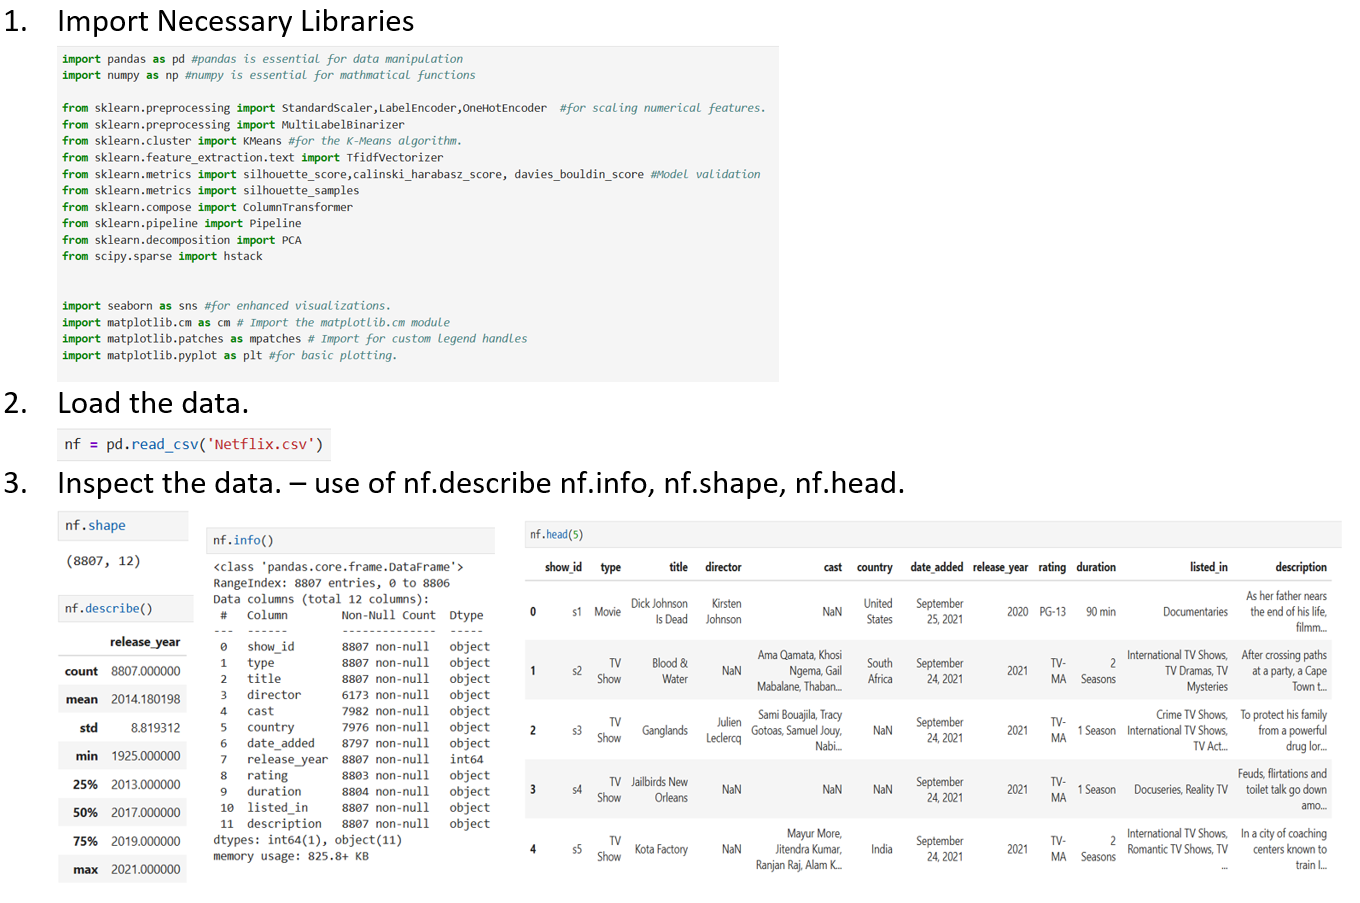 1. Import Necessary Libraries
import pandas as pd #pandas is essential for data manipulation
import numpy as np #numpy is essential for mathmatical functions
from sklearn.preprocessing import StandardScaler,LabelEncoder,OneHotEncoder #for scaling numerical features.
from sklearn.preprocessing import MultiLabelBinarizer
from sklearn.cluster import KMeans #for the K-Means algorithm.
from sklearn.feature_extraction.text import TfidfVectorizer
from sklearn.metrics import silhouette_score,calinski_harabasz_score, davies_bouldin_score #Model validation
from sklearn.metrics import silhouette_samples
from sklearn.compose import ColumnTransformer
from sklearn.pipeline import Pipeline
from sklearn.decomposition import PCA
from scipy.sparse import hstack
import seaborn as sns #for enhanced visualizations.
import matplotlib.cm as cm # Import the matplotlib.cm module
import matplotlib.patches as mpatches # Import for custom legend handles
import matplotlib.pyplot as plt #for basic plotting.
2. Load the data.
nf = pd.read_csv('Netflix.csv')
3. Inspect the data. – use of nf.describe nf.info, nf.shape, nf.head.
nf.shape
(8807, 12)
nf.describe()
release_year
count 8807.000000
mean 2014.180198
std 8.819312
min 1925.000000
25% 2013.000000
50% 2017.000000
75% 2019.000000
max 2021.000000
nf.info()
<class 'pandas.core.frame.DataFrame'>
RangeIndex: 8807 entries, 0 to 8806
Data columns (total 12 columns):
# Column Non-Null Count Dtype
--- ------ -------------- -----
0 show_id 8807 non-null object
1 type 8807 non-null object
2 title 8807 non-null object
3 director 6173 non-null object
4 cast 7982 non-null object
5 country 7976 non-null object
6 date_added 8797 non-null object
7 release_year 8807 non-null int64
8 rating 8803 non-null object
9 duration 8804 non-null object
10 listed_in 8807 non-null object
11 description 8807 non-null object
dtypes: int64(1), object(11)
memory usage: 825.8+ KB
nf.head(5)
show_id type title director cast country date_added release_year rating duration listed_in description
As her father nears
Dick Johnson Kirsten United September
0 s1 Movie NaN 2020 PG-13 90 min Documentaries the end of his life,
Is Dead Johnson States 25, 2021
filmm...
Ama Qamata, Khosi International TV Shows, After crossing paths
TV Blood & South September TV- 2
1 s2 NaN Ngema, Gail 2021 TV Dramas, TV at a party, a Cape
Show Water Africa 24, 2021 MA Seasons
Mabalane, Thaban... Mysteries Town t...
Sami Bouajila, Tracy Crime TV Shows, To protect his family
TV Julien September TV-
2 s3 Ganglands Gotoas, Samuel Jouy, NaN 2021 1 Season International TV Shows, from a powerful
Show Leclercq 24, 2021 MA
Nabi... TV Act... drug lor...
Feuds, flirtations and
TV Jailbirds New September TV-
3 s4 NaN NaN NaN 2021 1 Season Docuseries, Reality TV toilet talk go down
Show Orleans 24, 2021 MA
amo...
Mayur More, International TV Shows, In a city of coaching
TV September TV- 2
4 s5 Kota Factory NaN Jitendra Kumar, India 2021 Romantic TV Shows, TV centers known to
Show 24, 2021 MA Seasons
Ranjan Raj, Alam K... ... train l...